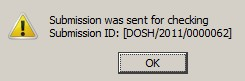 Submission was sent for checking
Submission ID: [DOSH/2011/0000062]
OK